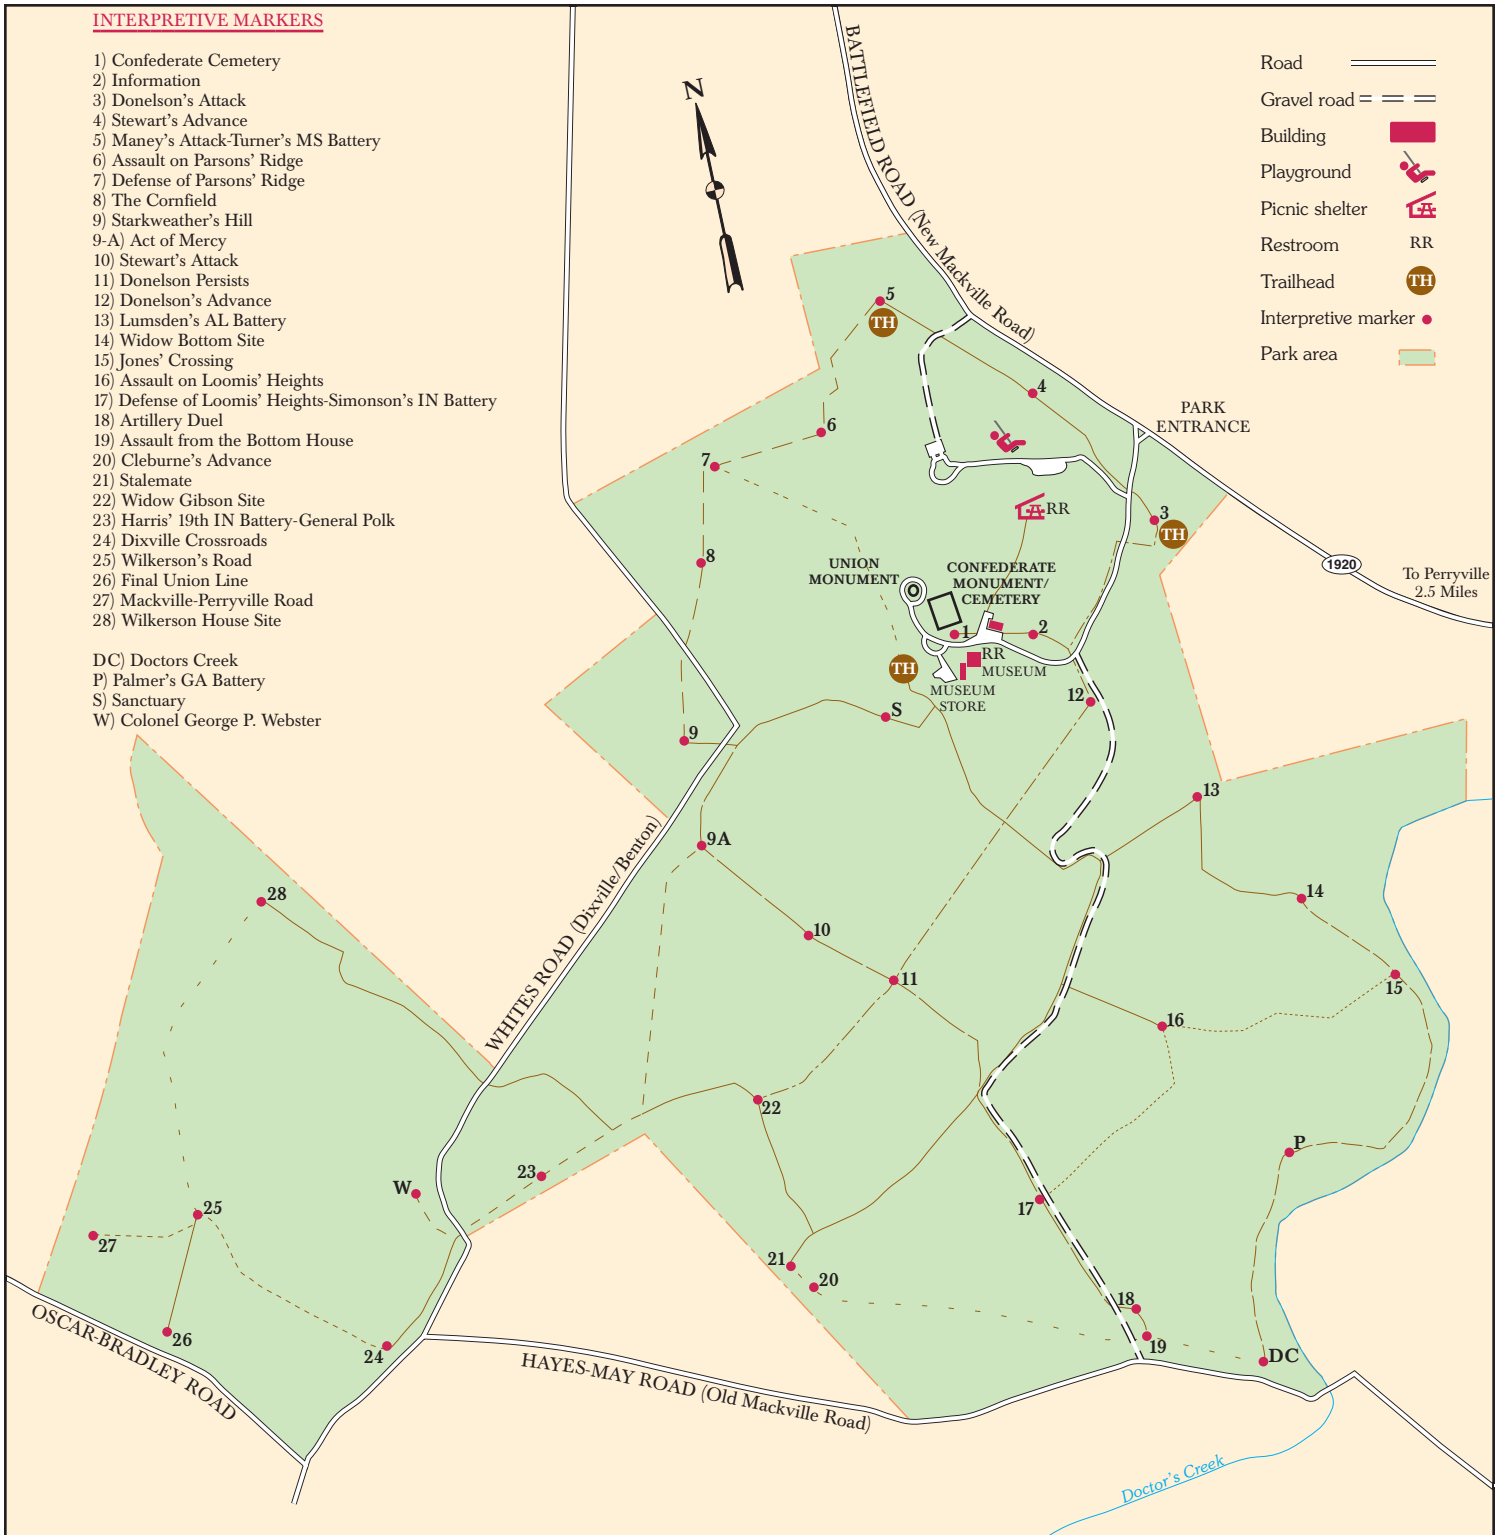 INTERPRETIVE MARKERS
1) Confederate Cemetery
2) Information
3) Donelson's Attack
4) Stewart's Advance
5) Maney's Attack-Turner's MS Battery
6) Assault on Parsons' Ridge
7) Defense of Parsons' Ridge
8) The Cornfield
9) Starkweather's Hill
9-A) Act of Mercy
10) Stewart's Attack
11) Donelson Persists
12) Donelson's Advance
13) Lumsden's AL Battery
14) Widow Bottom Site
15) Jones' Crossing
16) Assault on Loomis' Heights
17) Defense of Loomis' Heights-Simonson's IN Battery
18) Artillery Duel
19) Assault from the Bottom House
20) Cleburne's Advance
21) Stalemate
22) Widow Gibson Site
23) Harris' 19th IN Battery-General Polk
24) Dixville Crossroads
25) Wilkerson's Road
26) Final Union Line
27) Mackville-Perryville Road
28) Wilkerson House Site
DC) Doctors Creek
P) Palmer's GA Battery
S) Sanctuary
W) Colonel George P. Webster
N
Road
Gravel road
Building
Playground
Picnic shelter
Restroom RR
Trailhead TH
Interpretive marker
Park area
BATTLEFIELD ROAD (New Mackville Road)
PARK
ENTRANCE
1920
To Perryville
2.5 Miles
5
TH
4
6
7
RR
3
TH
8
UNION
MONUMENT
CONFEDERATE
MONUMENT/
CEMETERY
1
2
RR
MUSEUM
TH
MUSEUM
STORE
12
S
9
13
WHITES ROAD (Dixville/Benton)
9A
28
14
10
11
15
16
22
P
23
W
25
17
27
21
20
18
19
26
24
DC
OSCAR-BRADLEY ROAD
HAYES-MAY ROAD (Old Mackville Road)
Doctor's Creek